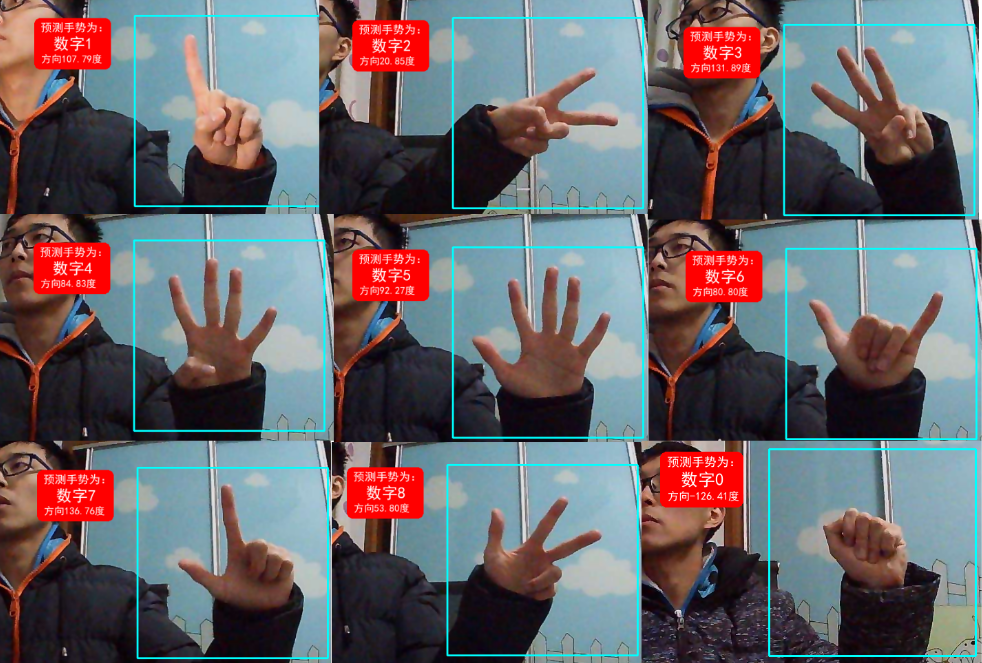 预测手势为:
数字1
方向107.79度
预测手势为:
数字2
方向20.85度
预测手势为:
数字3
方向131.89度
预测手势为:
数字4
方向84.83度
预测手势为:
数字5
方向92.27度
预测手势为:
数字6
方向80.80度
预测手势为:
数字7
方向136.76度
预测手势为:
数字8
方向53.80度
预测手势为:
数字0
方向-126.41度